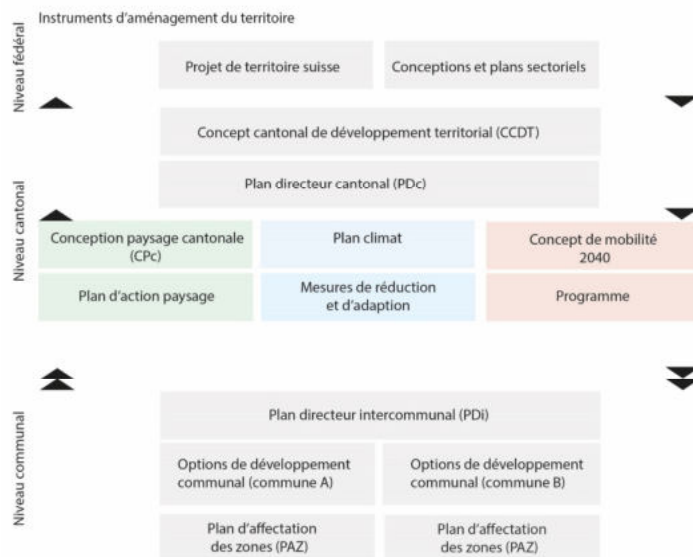 Instruments d'aménagement du territoire
Niveau fédéral
Projet de territoire suisse
Conceptions et plans sectoriels
Niveau cantonal
Concept cantonal de développement territorial (CCDT)
Plan directeur cantonal (PDc)
Conception paysage cantonale
(CPc)
Plan climat
Concept de mobilité
2040
Plan d'action paysage
Mesures de réduction
et d'adaption
Programme
Niveau communal
Plan directeur intercommunal (PDi)
Options de développement
communal (commune A)
Options de développement
communal (commune B)
Plan d'affectation
des zones (PAZ)
Plan d'affectation
des zones (PAZ)